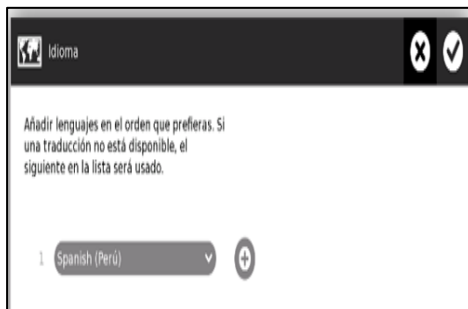 Idioma
Añadir lenguajes en el orden que prefieras. Si
una traducción no está disponible, el
siguiente en la lista será usado.
1 Spanish (Perú)